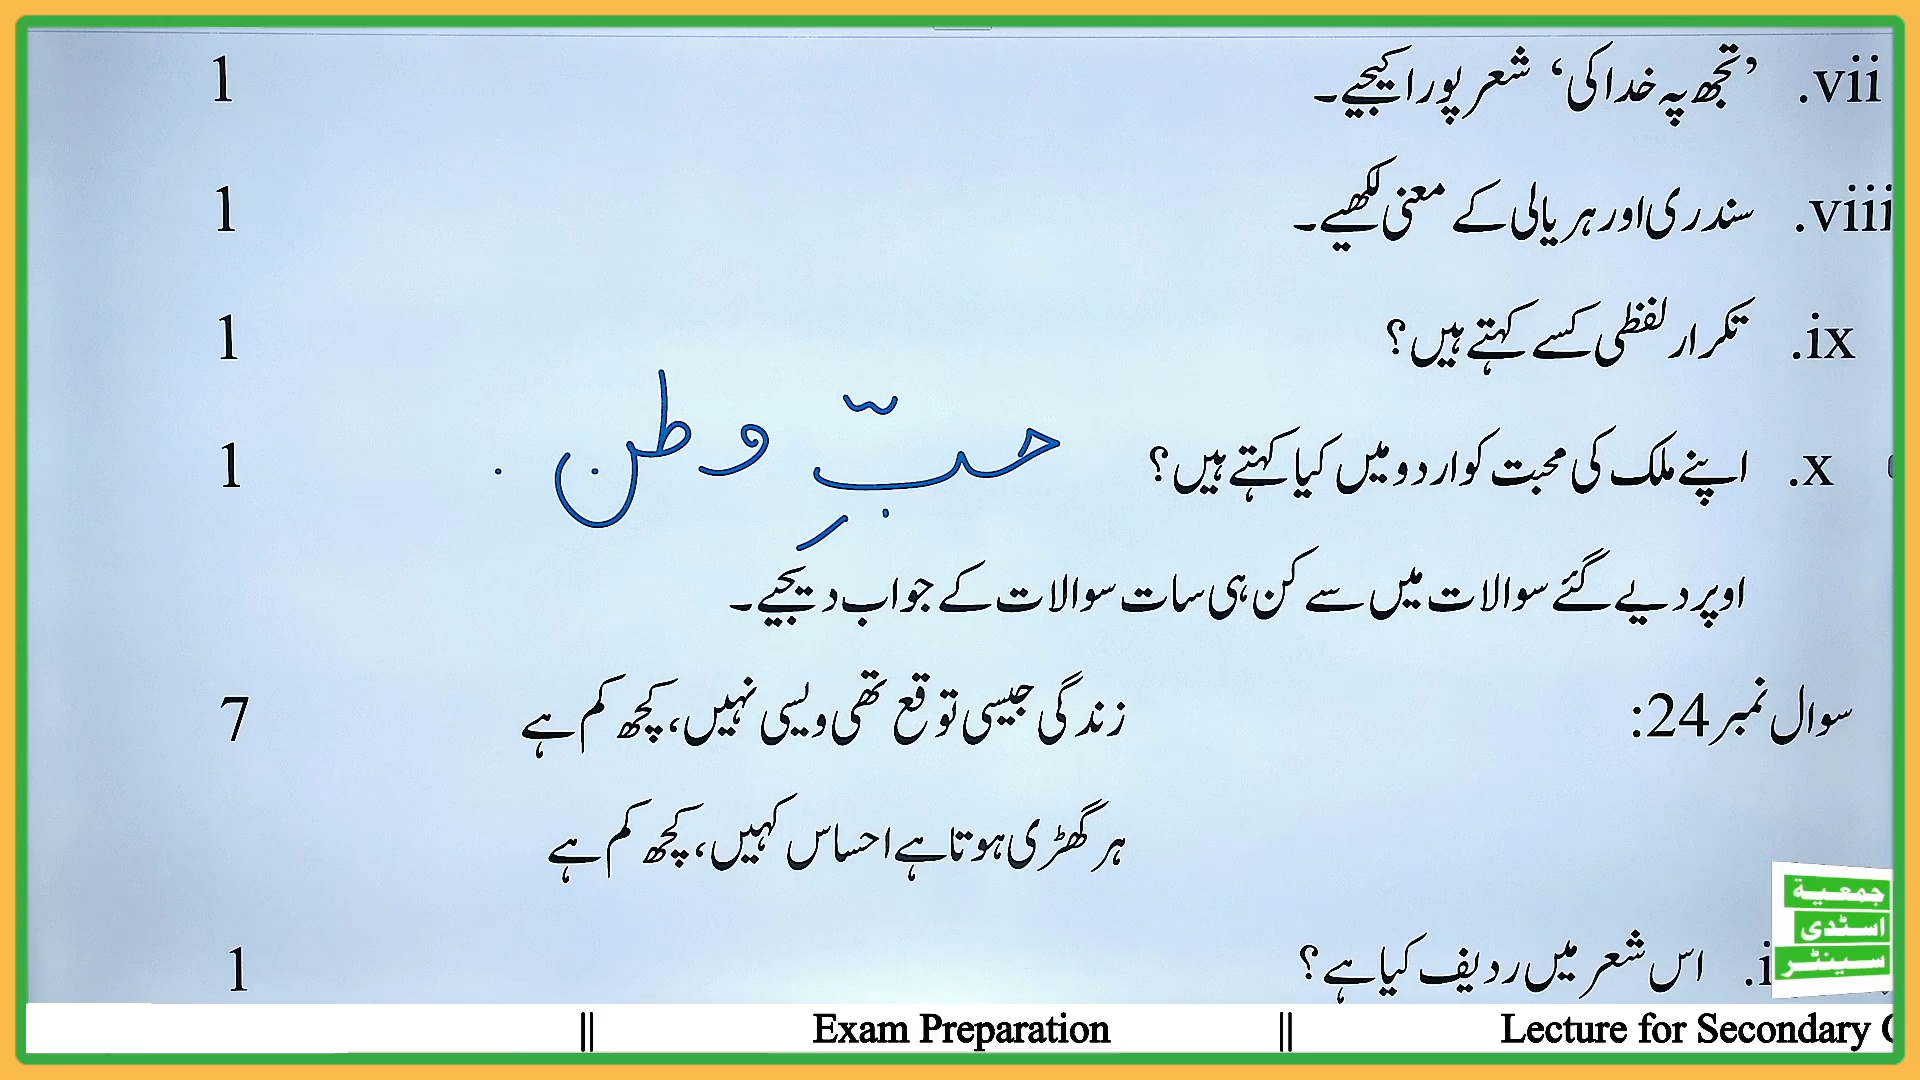 vii. ’تجھ پہ خدا کی‘ شعر پورا کیجیے۔ 1
viii. سندری اور ہریالی کے معنی لکھیے۔ 1
ix. تکرار لفظی کسے کہتے ہیں؟ 1
x. اپنے ملک کی محبت کو اردو میں کیا کہتے ہیں؟ حبِّ وطن 1
اوپر دیے گئے سوالات میں سے کن ہی سات سوالات کے جواب دیجیے۔
سوال نمبر 24: زندگی جیسی توقع تھی ویسی نہیں، کچھ کم ہے 7
ہر گھڑی ہوتا ہے احساس کہیں، کچھ کم ہے
i. اس شعر میں ردیف کیا ہے؟ 1
جمعیة
اسٹڈی
سینٹر
|| Exam Preparation || Lecture for Secondary